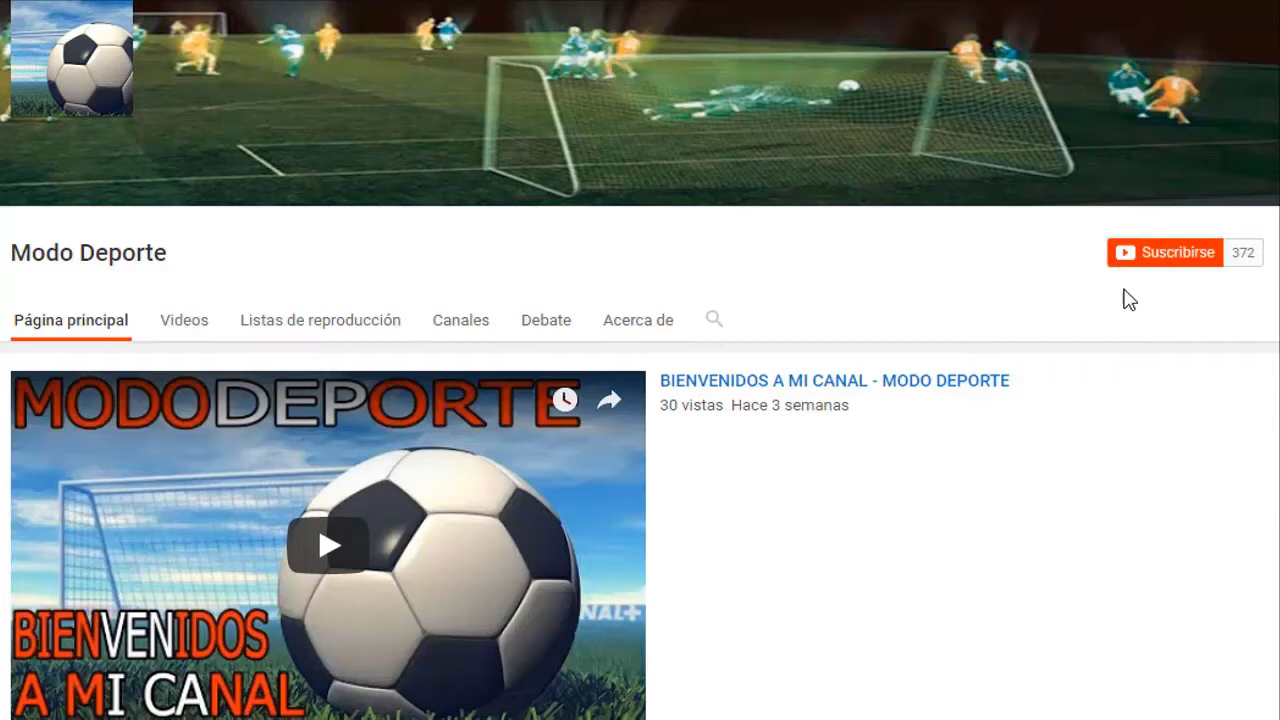 Modo Deporte
Suscribirse 372
Página principal Videos Listas de reproducción Canales Debate Acerca de
MODODEPORTE
BIENVENIDOS A MI CANAL - MODO DEPORTE
30 vistas Hace 3 semanas
NAL+
BIENVENIDOS
A MI CANAL